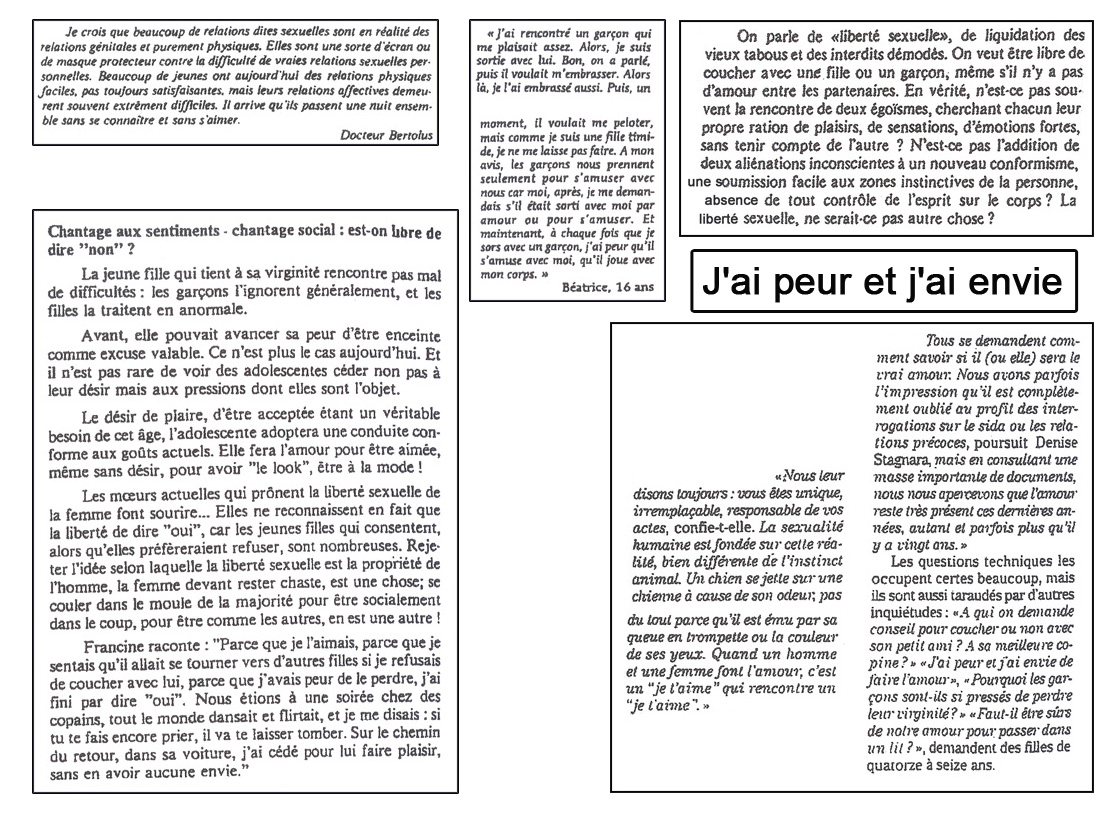 Je crois que beaucoup de relations dites sexuelles sont en réalité des
relations génitales et purement physiques. Elles sont une sorte d'écran ou
de masque protecteur contre la difficulté de vraies relations sexuelles per-
sonnelles. Beaucoup de jeunes ont aujourd'hui des relations physiques
faciles, pas toujours satisfaisantes, mais leurs relations affectives demeu-
rent souvent extrêmement difficiles. Il arrive qu'ils passent une nuit ensem-
ble sans se connaître et sans s'aimer.
Docteur Bertolus
« J'ai rencontré un garçon qui
me plaisait assez. Alors, je suis
sortie avec lui. Bon, on a parlé,
puis il voulait m'embrasser. Alors
là, je l'ai embrassé aussi. Puis, un
moment, il voulait me peloter,
mais comme je suis une fille timi-
de, je ne me laisse pas faire. A mon
avis, les garçons nous prennent
seulement pour s'amuser avec
nous car moi, après, je me deman-
dais s'il était sorti avec moi par
amour ou pour s'amuser. Et
maintenant, à chaque fois que je
sors avec un garçon, j'ai peur qu'il
s'amuse avec moi, qu'il joue avec
mon corps. »
Béatrice, 16 ans
On parle de «liberté sexuelle», de liquidation des
vieux tabous et des interdits démodés. On veut être libre de
coucher avec une fille ou un garçon, même s'il n'y a pas
d'amour entre les partenaires. En vérité, n'est-ce pas sou-
vent la rencontre de deux égoïsmes, cherchant chacun leur
propre ration de plaisirs, de sensations, d'émotions fortes,
sans tenir compte de l'autre ? N'est-ce pas l'addition de
deux aliénations inconscientes à un nouveau conformisme,
une soumission facile aux zones instinctives de la personne,
absence de tout contrôle de l'esprit sur le corps ? La
liberté sexuelle, ne serait-ce pas autre chose ?
Chantage aux sentiments - chantage social : est-on libre de
dire "non" ?
La jeune fille qui tient à sa virginité rencontre pas mal
de difficultés : les garçons l'ignorent généralement, et les
filles la traitent en anormale.
Avant, elle pouvait avancer sa peur d'être enceinte
comme excuse valable. Ce n'est plus le cas aujourd'hui. Et
il n'est pas rare de voir des adolescentes céder non pas à
leur désir mais aux pressions dont elles sont l'objet.
Le désir de plaire, d'être acceptée étant un véritable
besoin de cet âge, l'adolescente adoptera une conduite con-
forme aux goûts actuels. Elle fera l'amour pour être aimée,
même sans désir, pour avoir "le look", être à la mode !
Les mœurs actuelles qui prônent la liberté sexuelle de
la femme font sourire... Elles ne reconnaissent en fait que
la liberté de dire "oui", car les jeunes filles qui consentent,
alors qu'elles préfèreraient refuser, sont nombreuses. Reje-
ter l'idée selon laquelle la liberté sexuelle est la propriété de
l'homme, la femme devant rester chaste, est une chose; se
couler dans le moule de la majorité pour être socialement
dans le coup, pour être comme les autres, en est une autre !
Francine raconte : "Parce que je l'aimais, parce que je
sentais qu'il allait se tourner vers d'autres filles si je refusais
de coucher avec lui, parce que j'avais peur de le perdre, j'ai
fini par dire "oui". Nous étions à une soirée chez des
copains, tout le monde dansait et flirtait, et je me disais : si
tu te fais encore prier, il va te laisser tomber. Sur le chemin
du retour, dans sa voiture, j'ai cédé pour lui faire plaisir,
sans en avoir aucune envie."
J'ai peur et j'ai envie
«Nous leur
disons toujours : vous êtes unique,
irremplaçable, responsable de vos
actes, confie-t-elle. La sexualité
humaine est fondée sur cette réa-
lité, bien différente de l'instinct
animal. Un chien se jette sur une
chienne à cause de son odeur, pas
du tout parce qu'il est ému par sa
queue en trompette ou la couleur
de ses yeux. Quand un homme
et une femme font l'amour, c'est
un "je t'aime" qui rencontre un
"je t'aime". »
Tous se demandent com-
ment savoir si il (ou elle) sera le
vrai amour. Nous avons parfois
l'impression qu'il est complète-
ment oublié au profit des inter-
rogations sur le sida ou les rela-
tions précoces, poursuit Denise
Stagnara, mais en consultant une
masse importante de documents,
nous nous apercevons que l'amour
reste très présent ces dernières an-
nées, autant et parfois plus qu'il
y a vingt ans. »
Les questions techniques les
occupent certes beaucoup, mais
ils sont aussi taraudés par d'autres
inquiétudes : «A qui on demande
conseil pour coucher ou non avec
son petit ami ? A sa meilleure co-
pine ? » «J'ai peur et j'ai envie de
faire l'amour», «Pourquoi les gar-
çons sont-ils si pressés de perdre
leur virginité ? » «Faut-il être sûrs
de notre amour pour passer dans
un lit ? », demandent des filles de
quatorze à seize ans.